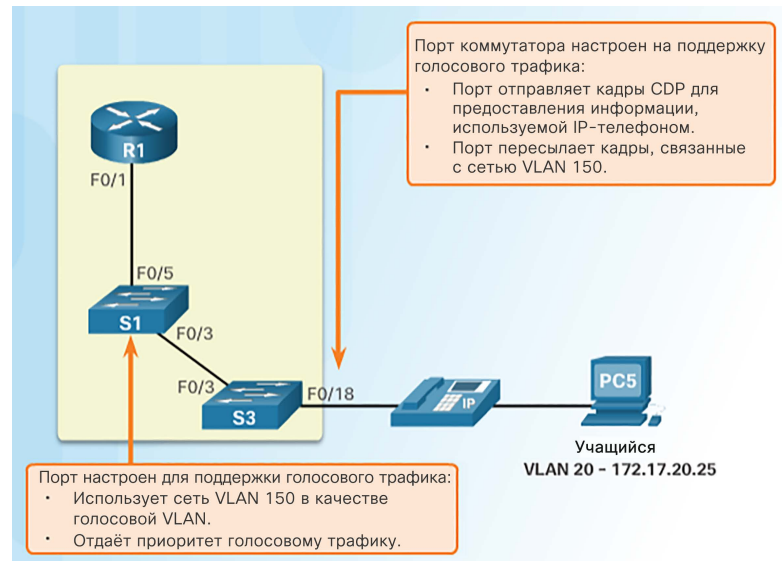 Порт коммутатора настроен на поддержку
голосового трафика:
• Порт отправляет кадры CDP для
предоставления информации,
используемой IP-телефоном.
• Порт пересылает кадры, связанные
с сетью VLAN 150.
R1
F0/1
F0/5
S1
F0/3
F0/3
S3
F0/18
IP
PC5
Учащийся
VLAN 20 - 172.17.20.25
Порт настроен для поддержки голосового трафика:
• Использует сеть VLAN 150 в качестве
голосовой VLAN.
• Отдаёт приоритет голосовому трафику.